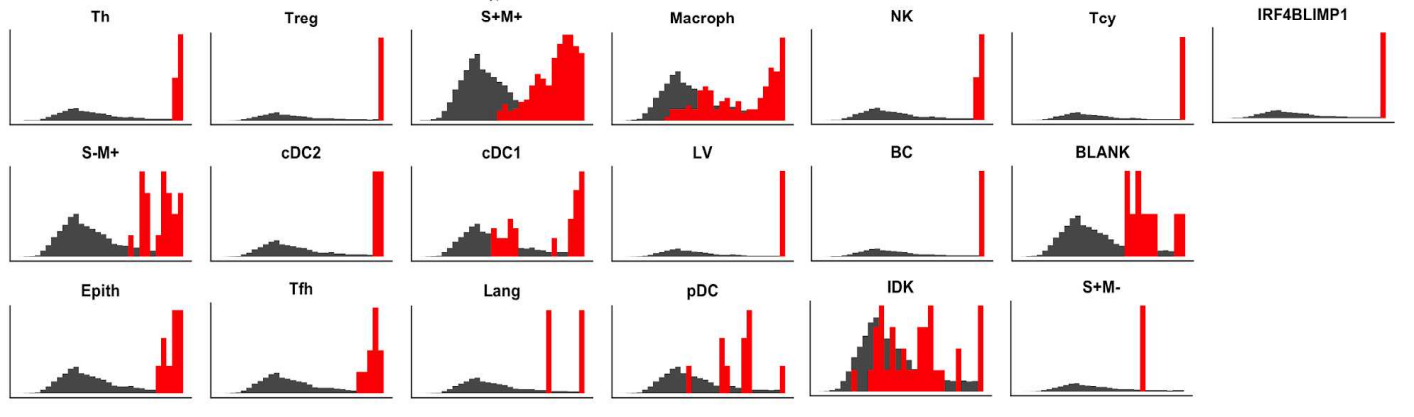 Th Treg S+M+ Macroph NK Tcy IRF4BLIMP1
S-M+ cDC2 cDC1 LV BC BLANK
Epith Tfh Lang pDC IDK S+M-